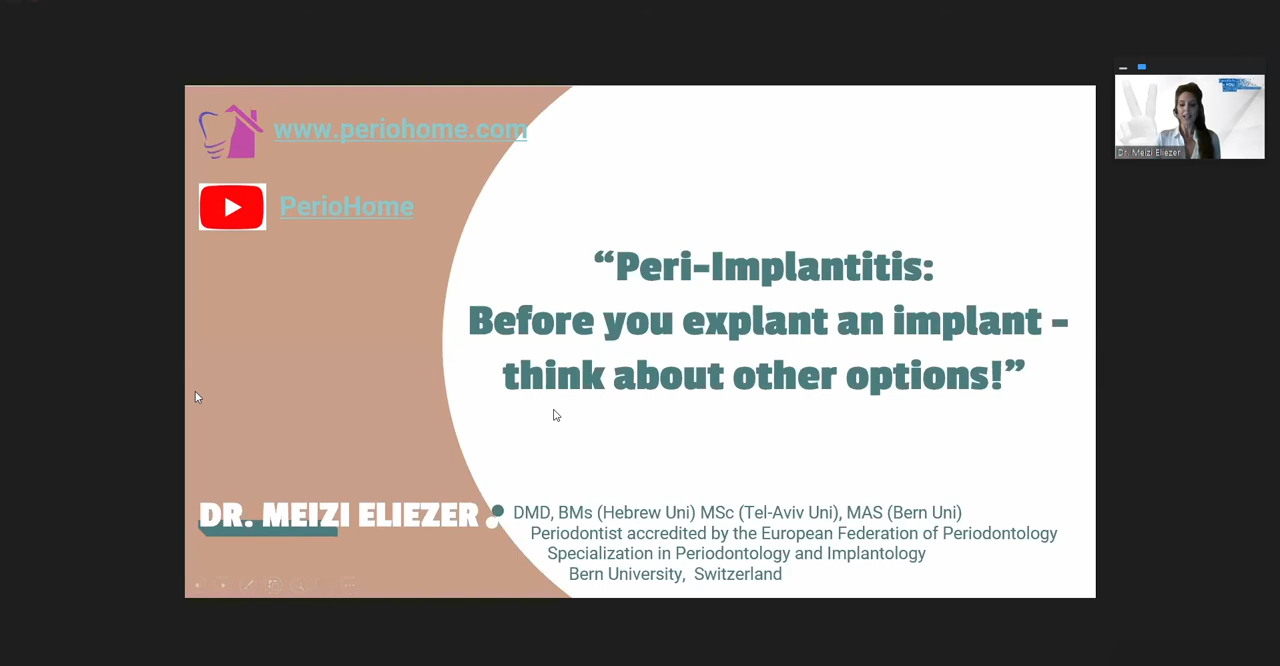 www.periohome.com
PerioHome
“Peri-Implantitis:
Before you explant an implant –
think about other options!”
DR. MEIZI ELIEZER
DMD, BMs (Hebrew Uni) MSc (Tel-Aviv Uni), MAS (Bern Uni)
Periodontist accredited by the European Federation of Periodontology
Specialization in Periodontology and Implantology
Bern University, Switzerland
Dr. Meizi Eliezer